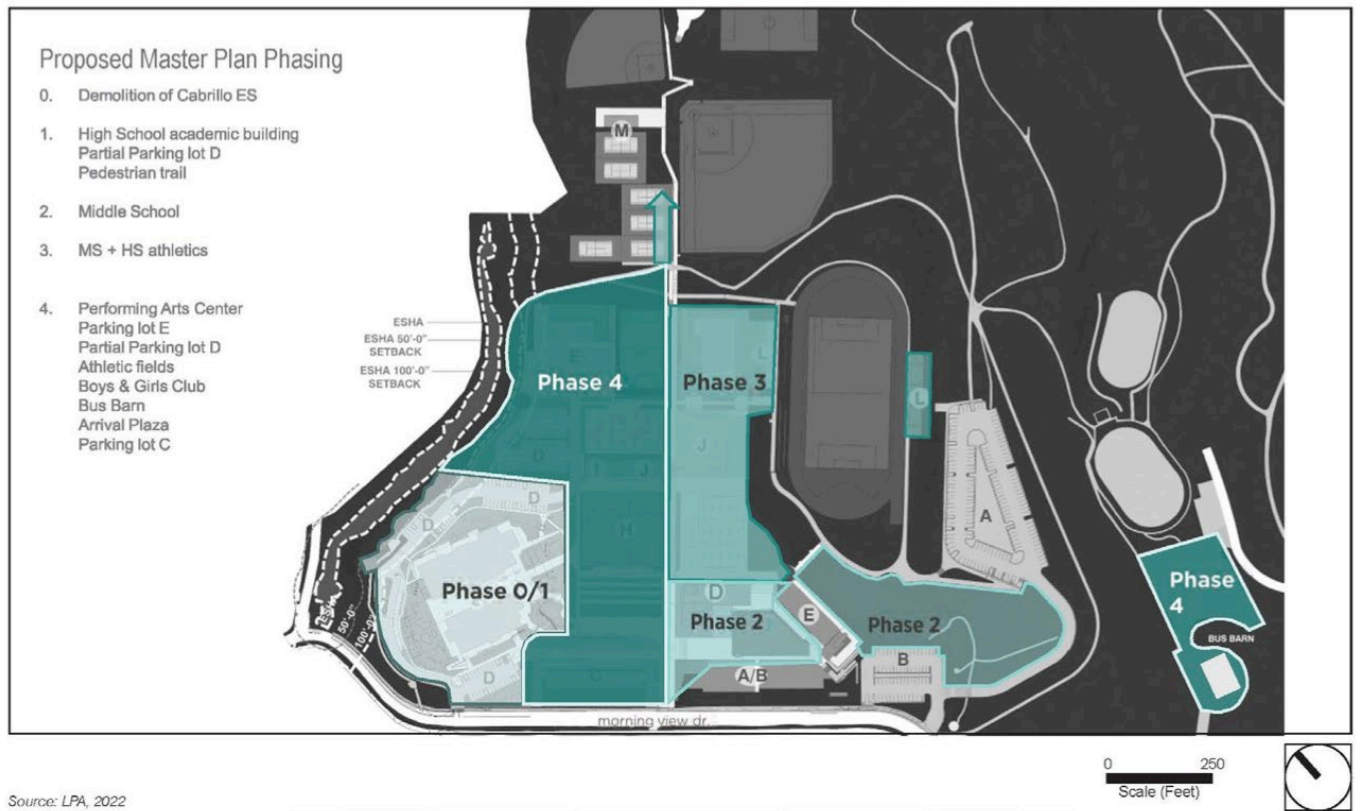 Proposed Master Plan Phasing
0. Demolition of Cabrillo ES
1. High School academic building
Partial Parking lot D
Pedestrian trail
2. Middle School
3. MS + HS athletics
4. Performing Arts Center
Parking lot E
Partial Parking lot D
Athletic fields
Boys & Girls Club
Bus Barn
Arrival Plaza
Parking lot C
M
ESHA
ESHA 50'-0"
SETBACK
ESHA 100'-0"
SETBACK
E
L
Phase 4
Phase 3
L
D
I
J
J
D
D
A
H
Phase 0/1
Phase
4
D
E
Phase 2
Phase 2
ESHA
50'-0"
100'-0"
BUS BARN
B
D
C
A/B
morning view dr.
0 250
Scale (Feet)
Source: LPA, 2022